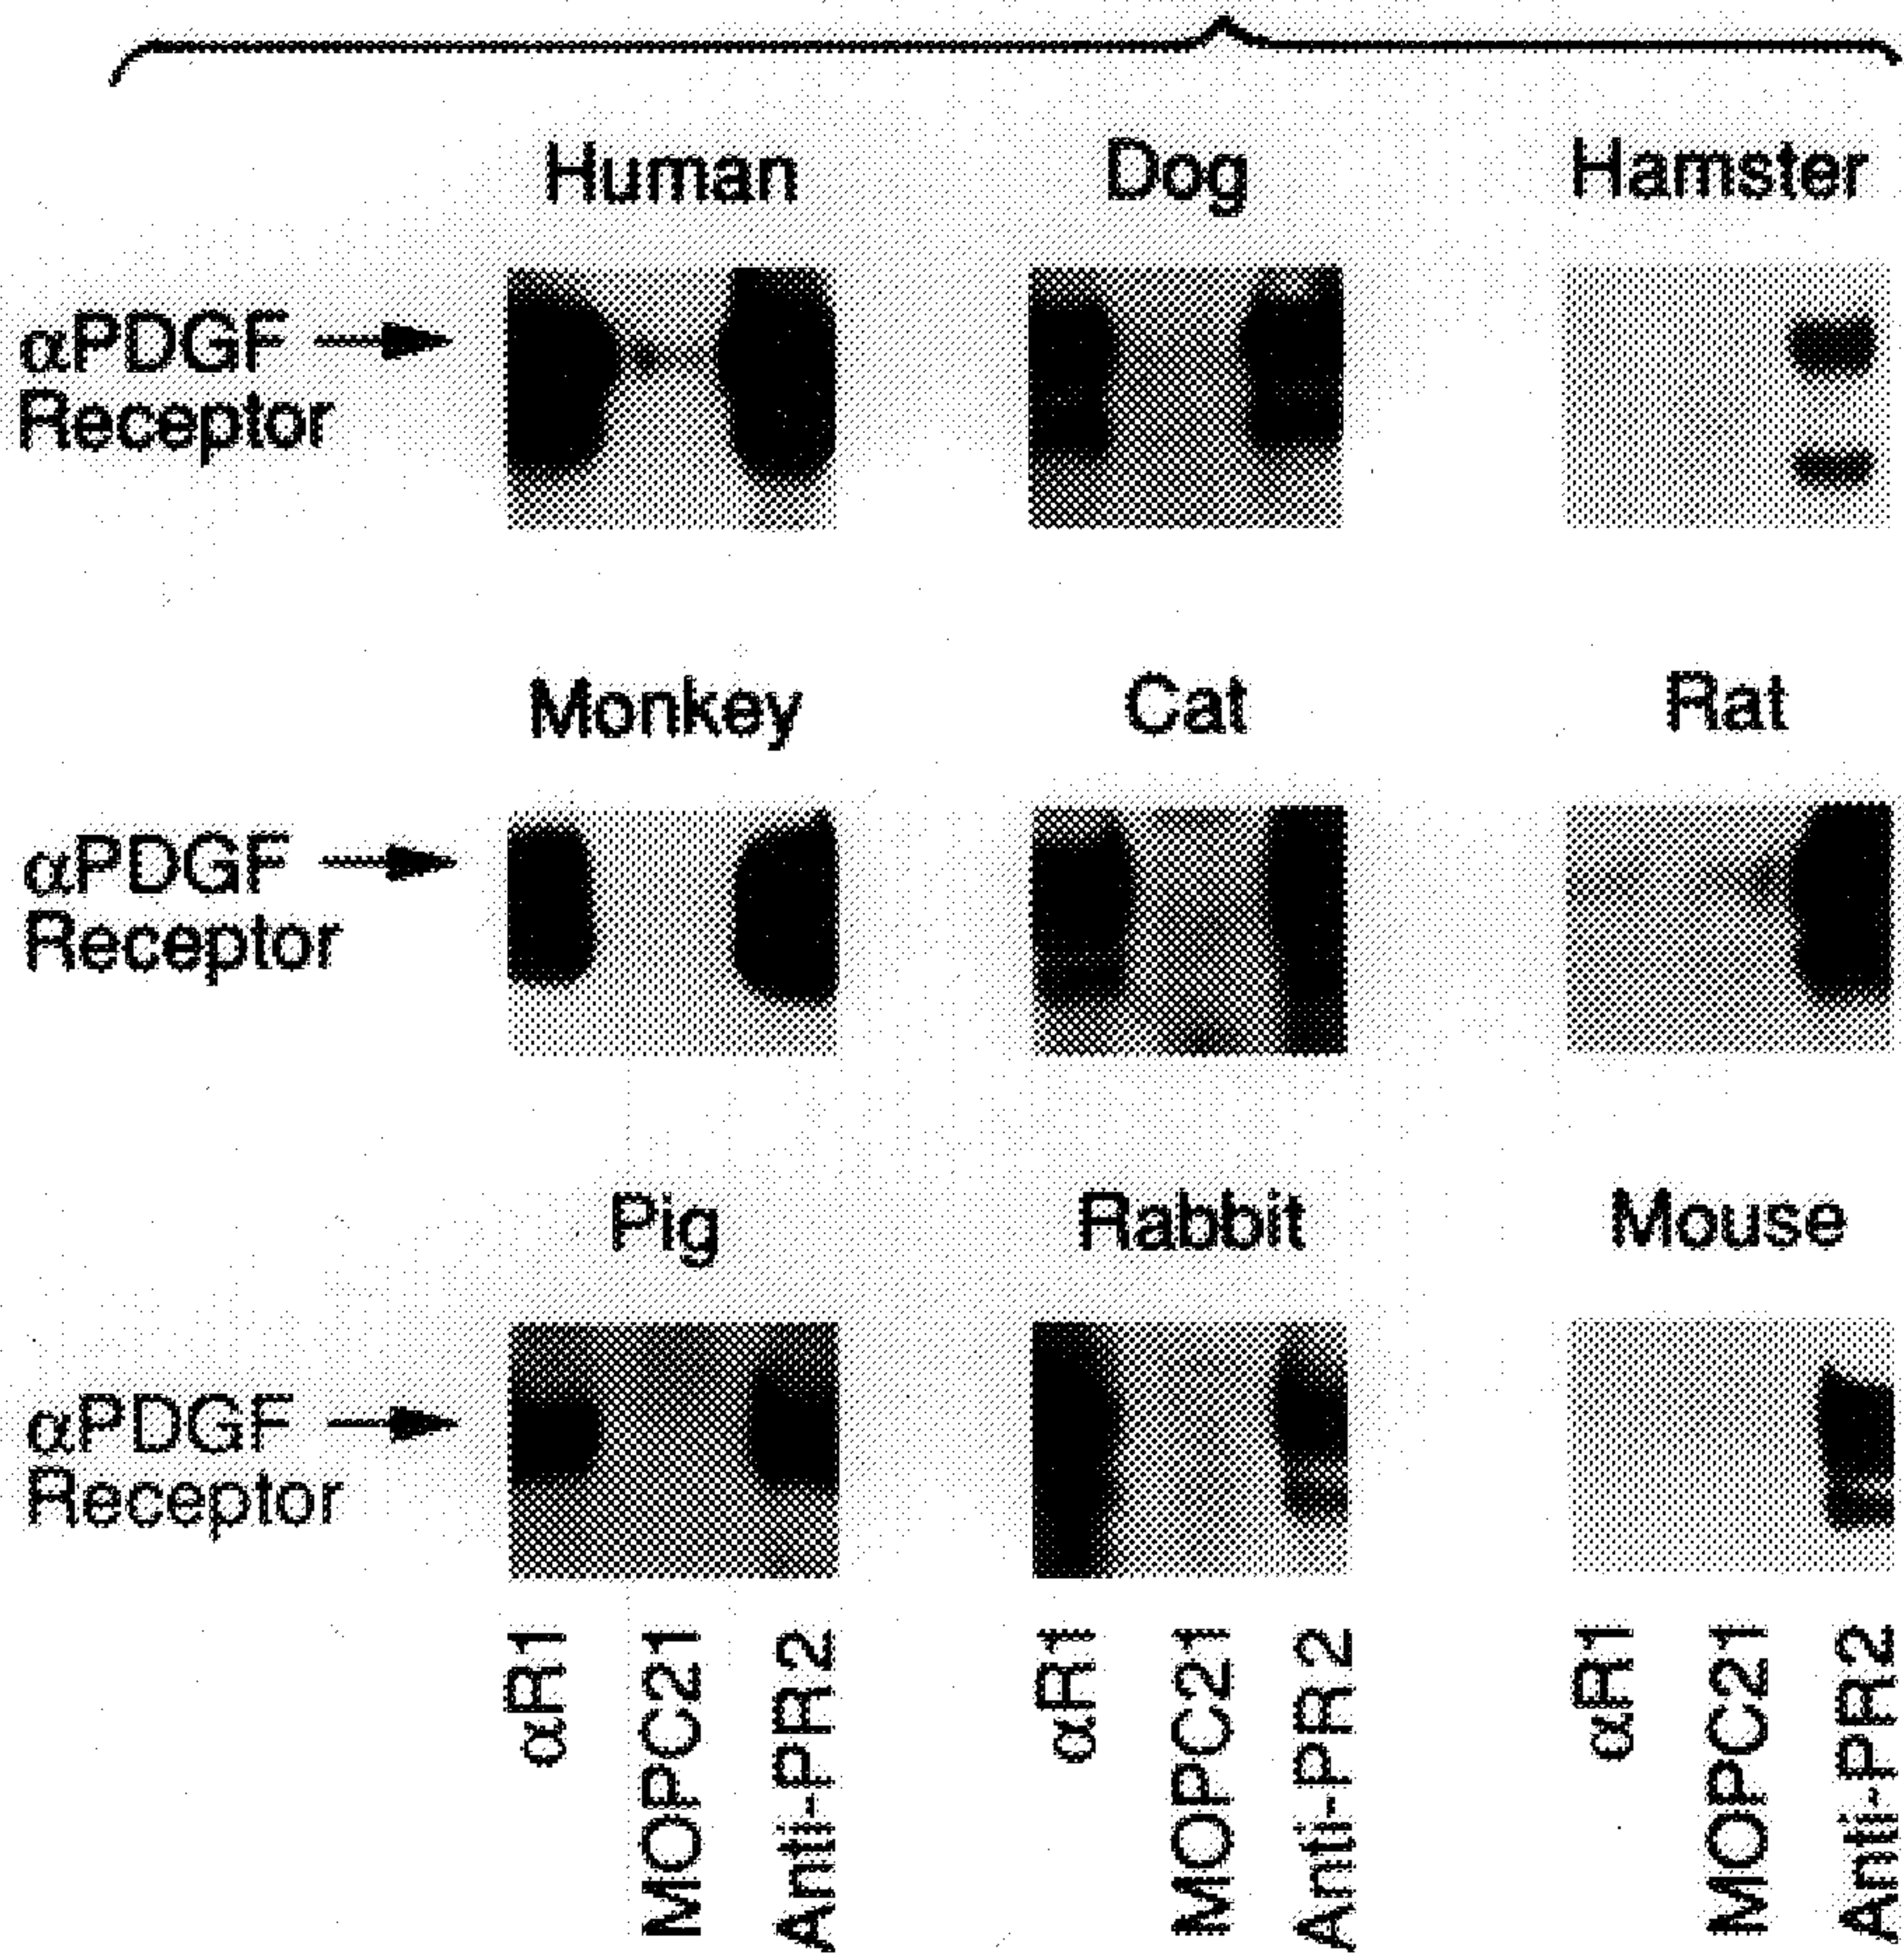 Human Dog Hamster
αPDGF
Receptor
Monkey Cat Rat
αPDGF
Receptor
Pig Rabbit Mouse
αPDGF
Receptor
αR1 MOPC21 Anti-PR2 αR1 MOPC21 Anti-PR2 αR1 MOPC21 Anti-PR2